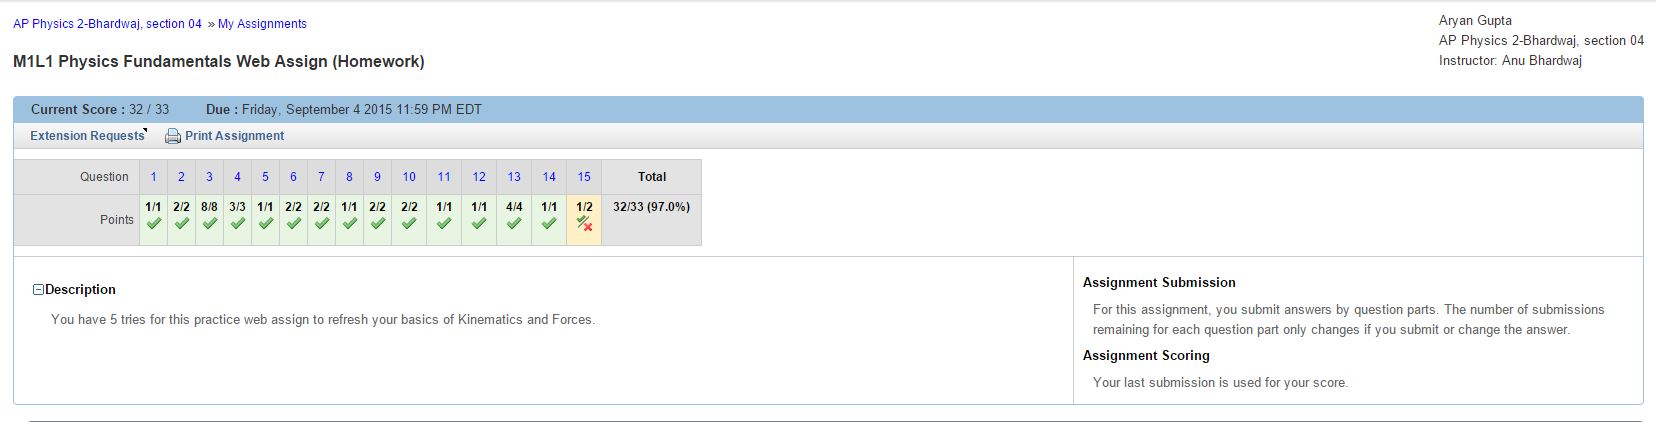 AP Physics 2-Bhardwaj, section 04 » My Assignments
Aryan Gupta
AP Physics 2-Bhardwaj, section 04
Instructor: Anu Bhardwaj
M1L1 Physics Fundamentals Web Assign (Homework)
Current Score : 32 / 33 Due : Friday, September 4 2015 11:59 PM EDT
Extension Requests Print Assignment
Question 1 2 3 4 5 6 7 8 9 10 11 12 13 14 15 Total
Points 1/1 2/2 8/8 3/3 1/1 2/2 2/2 1/1 2/2 2/2 1/1 1/1 4/4 1/1 1/2 32/33 (97.0%)
Description
You have 5 tries for this practice web assign to refresh your basics of Kinematics and Forces.
Assignment Submission
For this assignment, you submit answers by question parts. The number of submissions
remaining for each question part only changes if you submit or change the answer.
Assignment Scoring
Your last submission is used for your score.